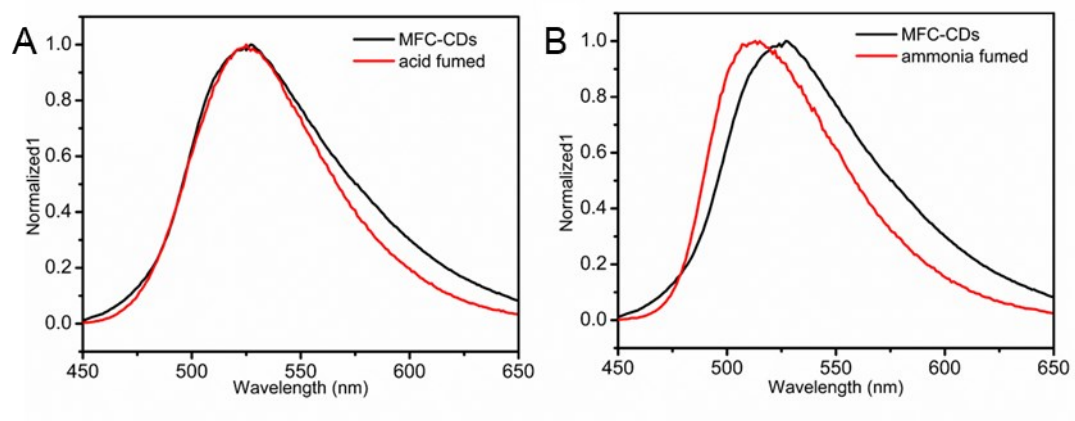 A
MFC-CDs
acid fumed
1.0
0.8
0.6
0.4
0.2
0.0
Normalized1
450
500
550
600
650
Wavelength (nm)
B
MFC-CDs
ammonia fumed
1.0
0.8
0.6
0.4
0.2
0.0
Normalized1
450
500
550
600
650
Wavelength (nm)